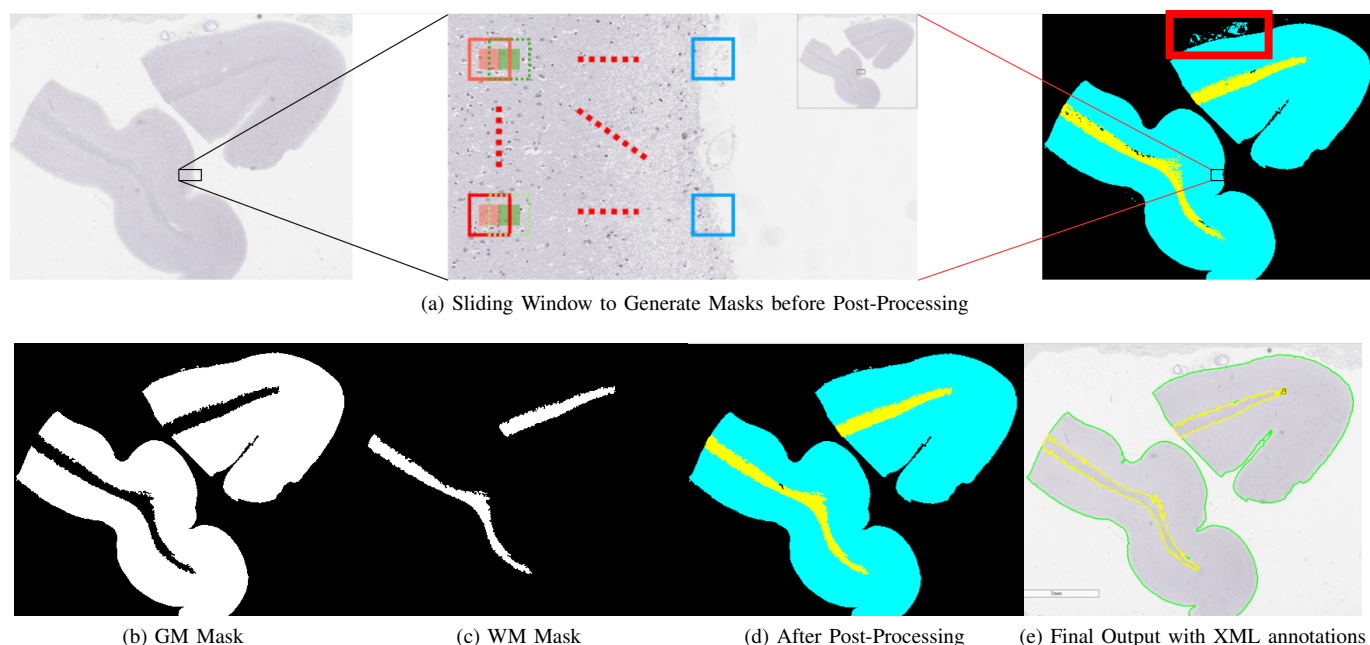 (a) Sliding Window to Generate Masks before Post-Processing
7mm
(b) GM Mask
(c) WM Mask
(d) After Post-Processing
(e) Final Output with XML annotations